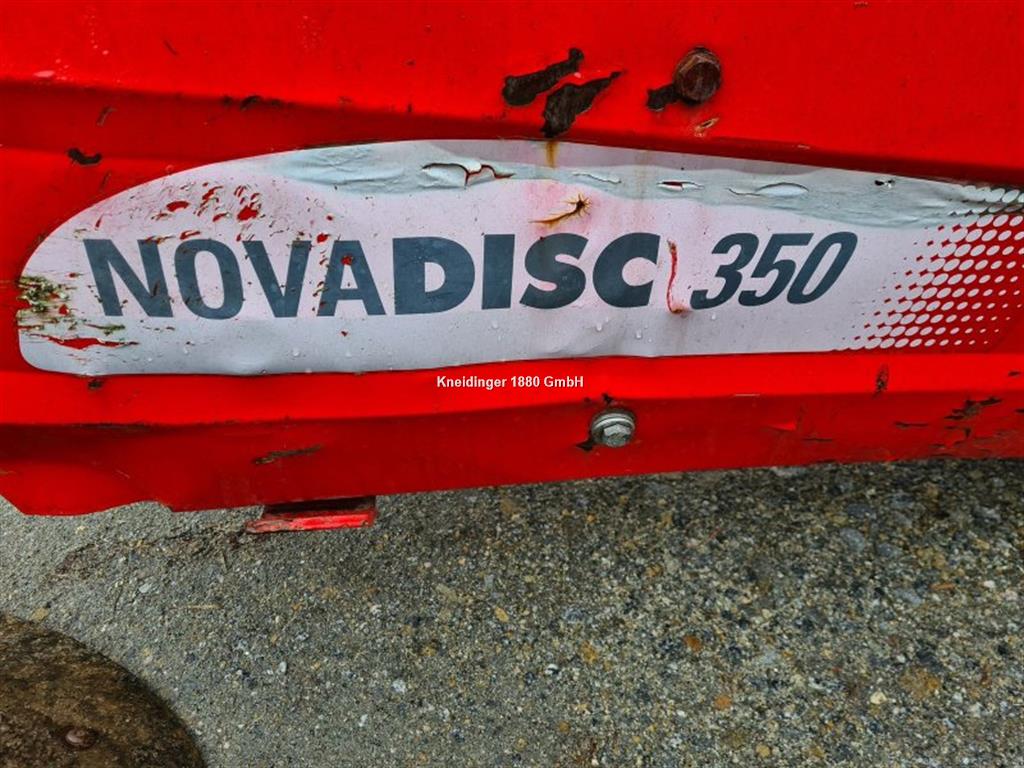 NOVADISC 350
Kneidinger 1880 GmbH